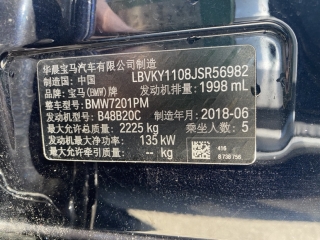 华晨宝马汽车有限公司制造
制造国：中国 LBVKY1108JSR56982
品牌：宝马(BMW)牌 发动机排量：1998 mL
整车型号：BMW7201PM
发动机型号：B48B20C 制造年月：2018-06
最大允许总质量：2225 kg 乘坐人数：5
发动机最大净功率：135 kW 416
最大允许牵引质量：-- kg 8 738 756